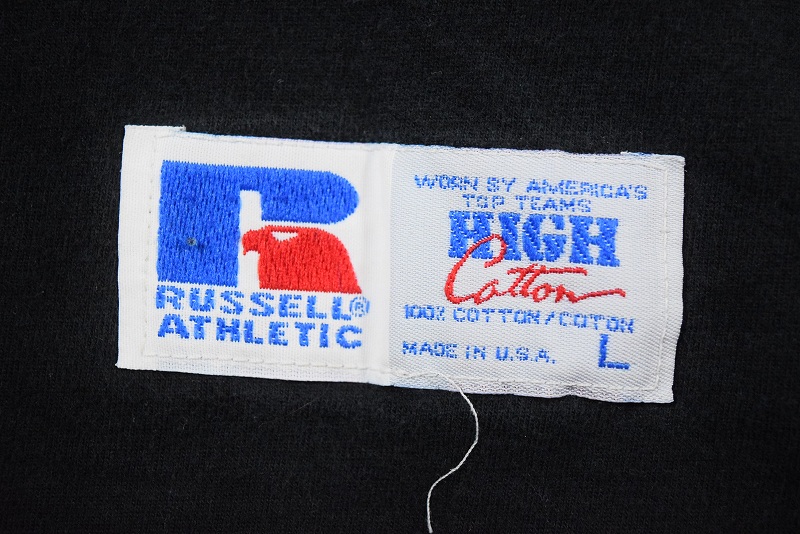 RUSSELL®
ATHLETIC
WORN BY AMERICA'S
TOP TEAMS
HIGH
Cotton
100% COTTON/COTON
MADE IN U.S.A. L